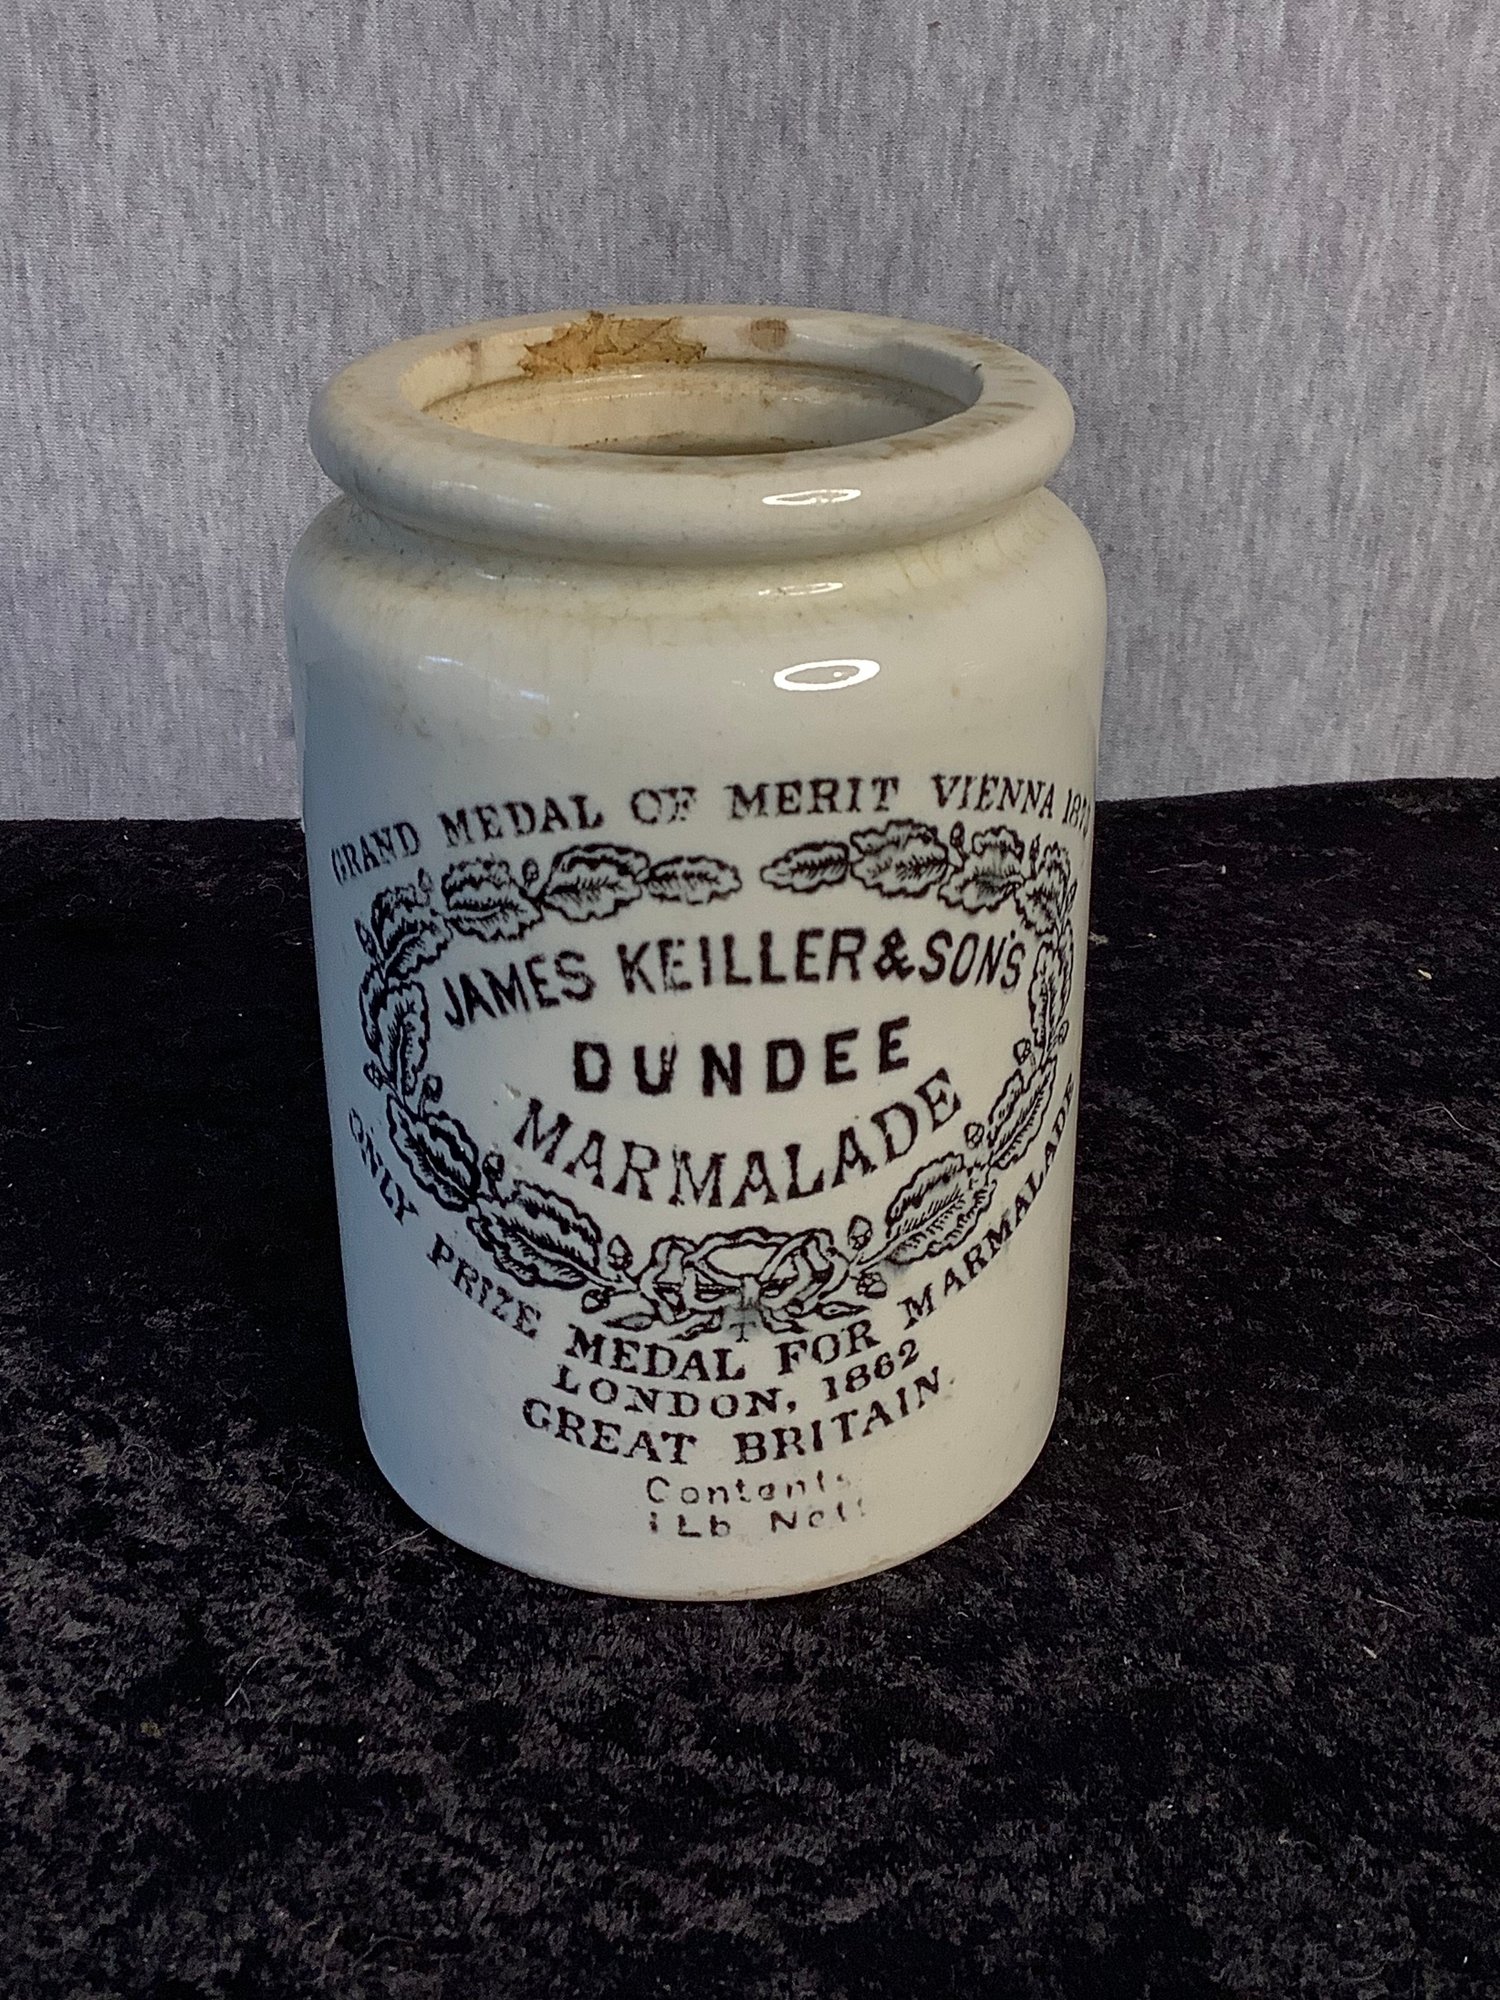 GRAND MEDAL OF MERIT VIENNA 1873
JAMES KEILLER & SON'S
DUNDEE
MARMALADE
ONLY PRIZE MEDAL FOR MARMALADE
LONDON, 1862
GREAT BRITAIN
Contents
1Lb Nett